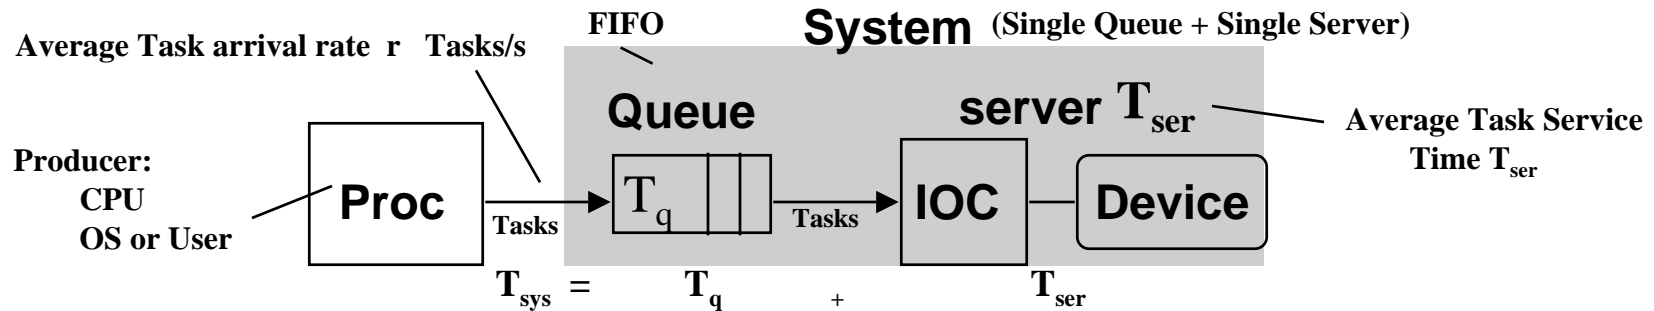 FIFO
System (Single Queue + Single Server)
Average Task arrival rate r Tasks/s
Queue
server Tser
Average Task Service
Time Tser
Producer:
CPU
OS or User
Proc
Tasks
Tq
Tasks
IOC
Device
Tsys = Tq + Tser